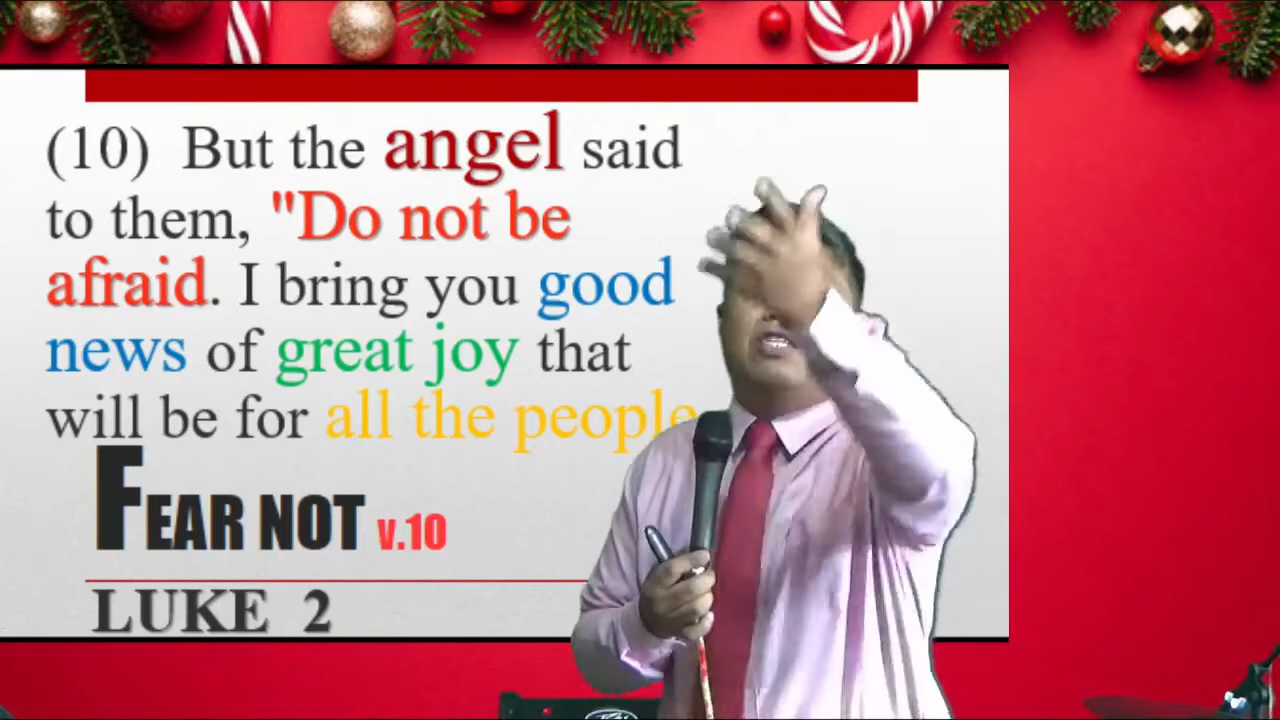 (10) But the angel said
to them, "Do not be
afraid. I bring you good
news of great joy that
will be for all the people
FEAR NOT v.10
LUKE 2